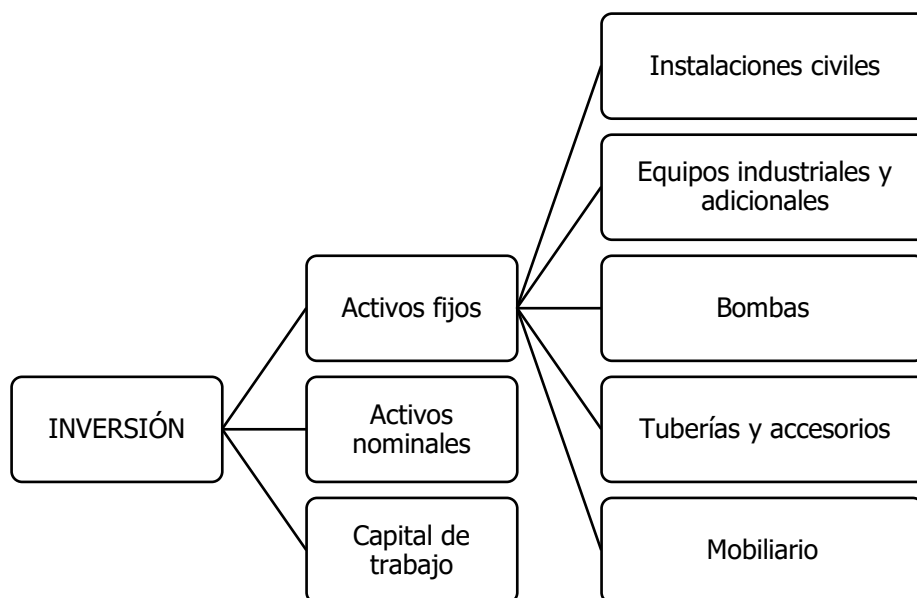 INVERSIÓN
Activos fijos
Activos
nominales
Capital de
trabajo
Instalaciones civiles
Equipos industriales y
adicionales
Bombas
Tuberías y accesorios
Mobiliario